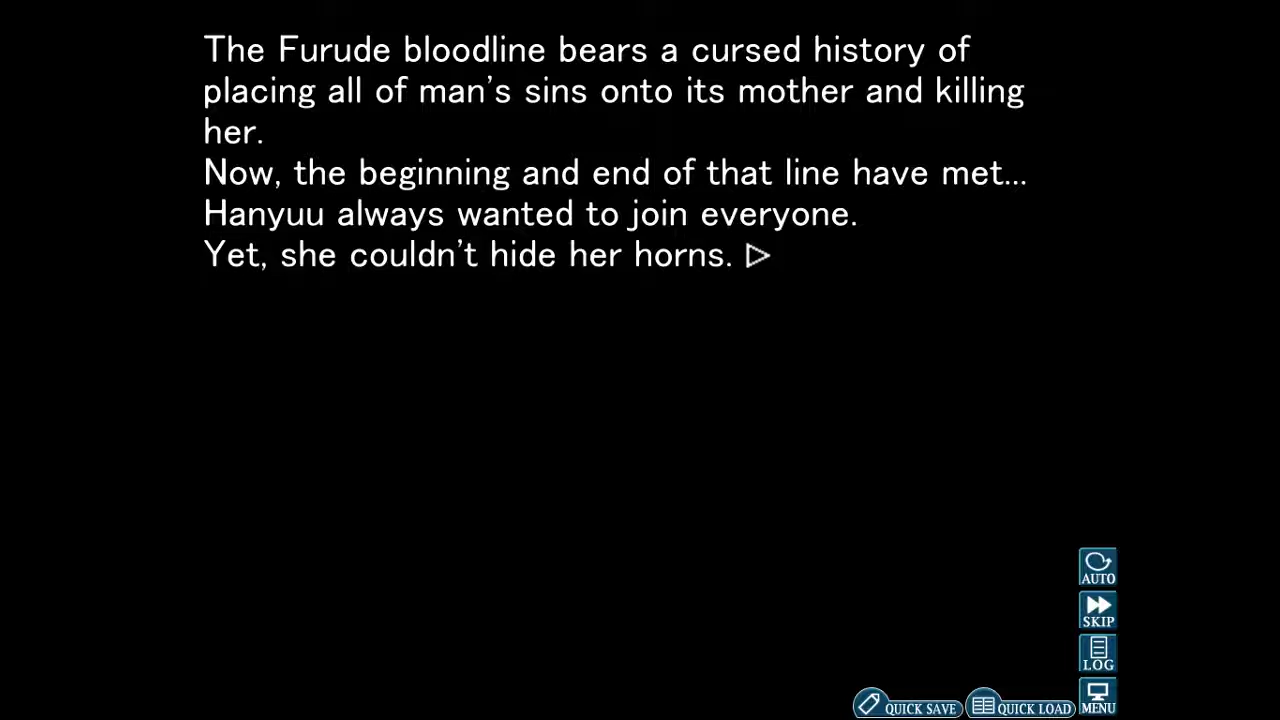 The Furude bloodline bears a cursed history of
placing all of man's sins onto its mother and killing
her.
Now, the beginning and end of that line have met...
Hanyuu always wanted to join everyone.
Yet, she couldn't hide her horns.
AUTO
SKIP
LOG
MENU
QUICK SAVE
QUICK LOAD